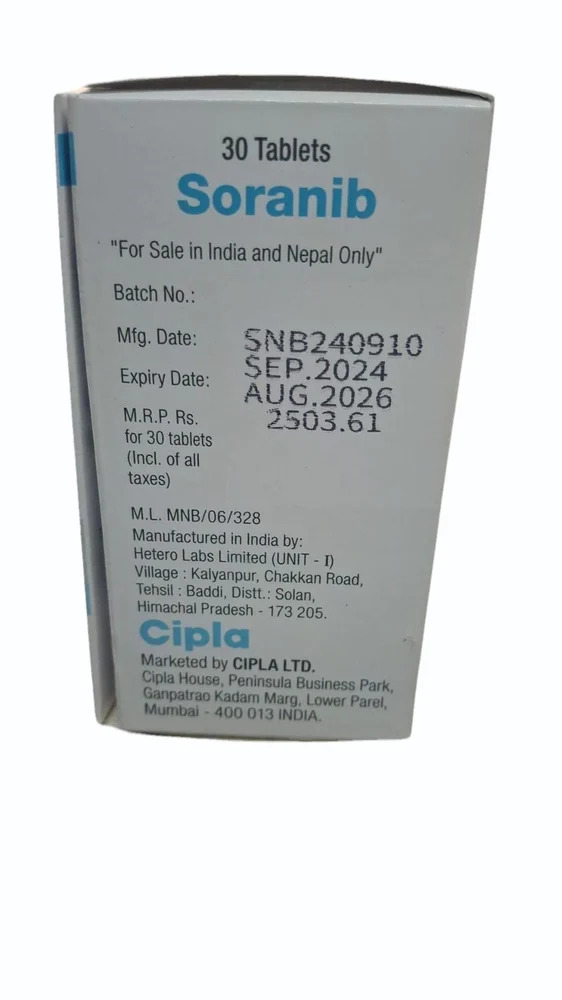 30 Tablets
Soranib
"For Sale in India and Nepal Only"
Batch No.:
Mfg. Date:
Expiry Date:
M.R.P. Rs.
for 30 tablets
(Incl. of all
taxes)
SNB240910
SEP.2024
AUG.2026
2503.61
M.L. MNB/06/328
Manufactured in India by:
Hetero Labs Limited (UNIT - I)
Village : Kalyanpur, Chakkan Road,
Tehsil : Baddi, Distt.: Solan,
Himachal Pradesh - 173 205.
Cipla
Marketed by CIPLA LTD.
Cipla House, Peninsula Business Park,
Ganpatrao Kadam Marg, Lower Parel,
Mumbai - 400 013 INDIA.